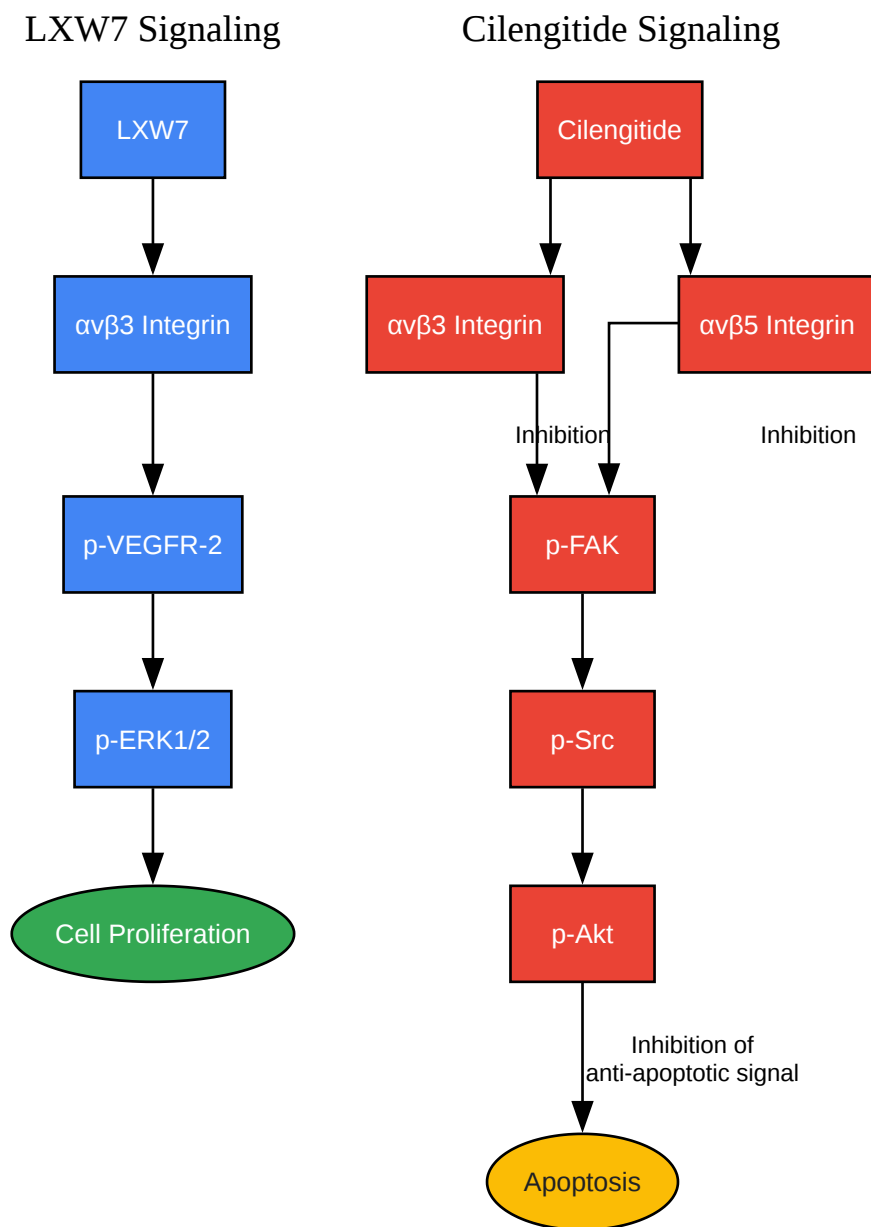 LXW7 Signaling
LXW7
αvβ3 Integrin
p-VEGFR-2
p-ERK1/2
Cell Proliferation
Cilengitide Signaling
Cilengitide
αvβ3 Integrin
αvβ5 Integrin
Inhibition
Inhibition
p-FAK
p-Src
p-Akt
Inhibition of
anti-apoptotic signal
Apoptosis